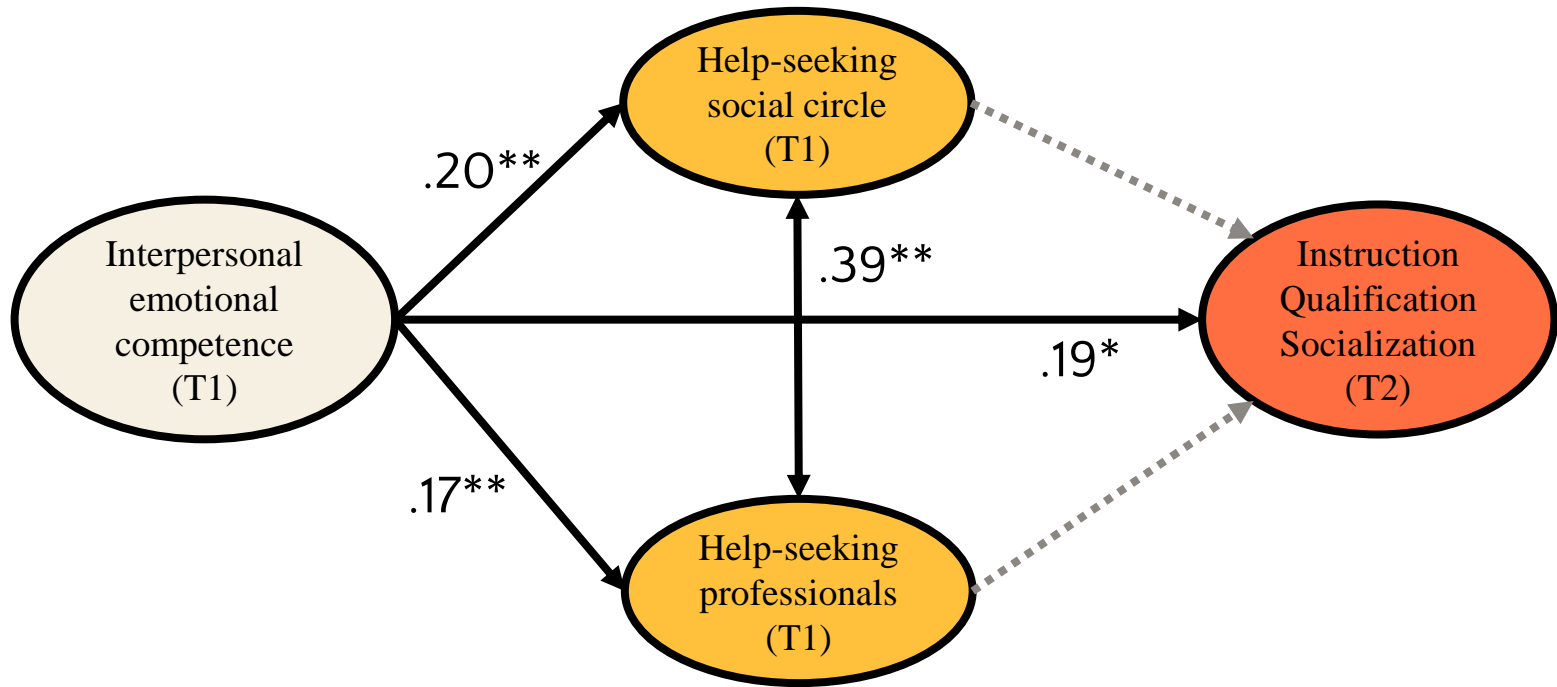 Help-seeking
social circle
(T1)
.20**
Interpersonal
emotional
competence
(T1)
.39**
.19*
Instruction
Qualification
Socialization
(T2)
.17**
Help-seeking
professionals
(T1)